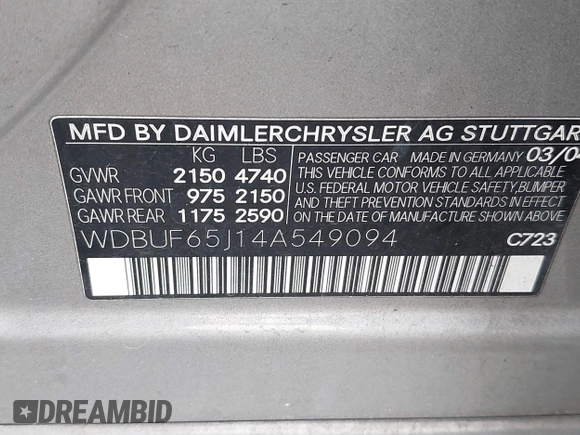 MFD BY DAIMLERCHRYSLER AG STUTTGAR
KG LBS
GVWR 2150 4740
GAWR FRONT 975 2150
GAWR REAR 1175 2590
PASSENGER CAR MADE IN GERMANY 03/04
THIS VEHICLE CONFORMS TO ALL APPLICABLE
U.S. FEDERAL MOTOR VEHICLE SAFETY,BUMPER
AND THEFT PREVENTION STANDARDS IN EFFECT
ON THE DATE OF MANUFACTURE SHOWN ABOVE.
WDBUF65J14A549094 C723
DREAMBID